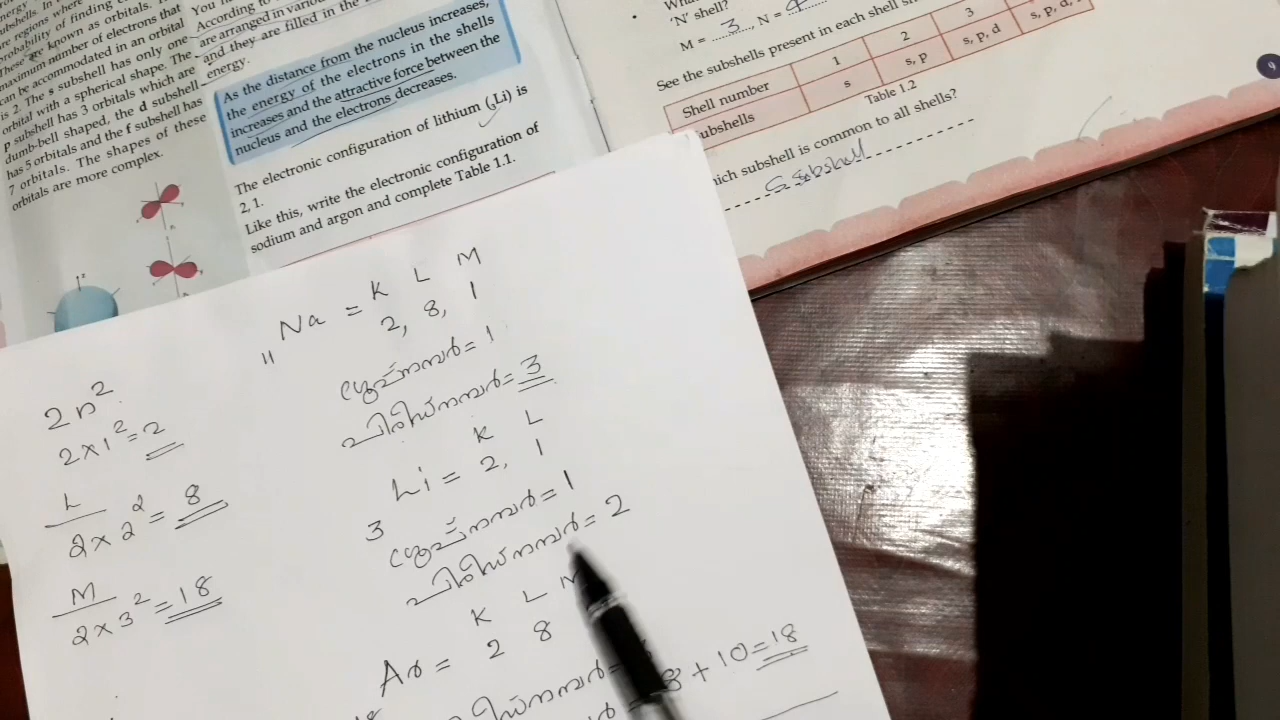 probability of finding
are regions where
These are known as orbitals. The
maximum number of electrons that
can be accommodated in an orbital
is 2. The s subshell has only one
orbital with a spherical shape. The
p subshell has 3 orbitals which are
dumb-bell shaped, the d subshell
has 5 orbitals and the f subshell has
7 orbitals. The shapes of these
orbitals are more complex.
According to
are arranged in
and they are filled in the
energy.
As the distance from the nucleus increases,
the energy of the electrons in the shells
increases and the attractive force between the
nucleus and the electrons decreases.
The electronic configuration of lithium (₃Li) is
2, 1.
Like this, write the electronic configuration of
sodium and argon and complete Table 1.1.
'N' shell?
M = 3, N =
See the subshells present in each shell
Shell number 1 2 3
subshells s s, p s, p, d s, p, d,
Table 1.2
subshell is common to all shells?
S subshell
9
K L M
11 Na = 2, 8, 1
ഗ്രൂപ്പ് നമ്പർ = 1
പിരീഡ് നമ്പർ = 3
K L
3 Li = 2, 1
ഗ്രൂപ്പ് നമ്പർ = 1
പിരീഡ് നമ്പർ = 2
K L M
Ar = 2 8
നമ്പർ =
8 + 10 = 18
2n²
2×1² = 2
L
2×2² = 8
M
2×3² = 18